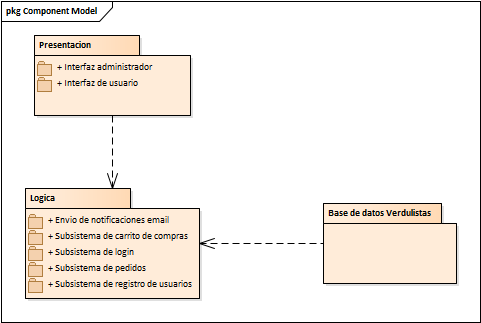 pkg Component Model
Presentacion
+ Interfaz administrador
+ Interfaz de usuario
Logica
+ Envio de notificaciones email
+ Subsistema de carrito de compras
+ Subsistema de login
+ Subsistema de pedidos
+ Subsistema de registro de usuarios
Base de datos Verdulistas